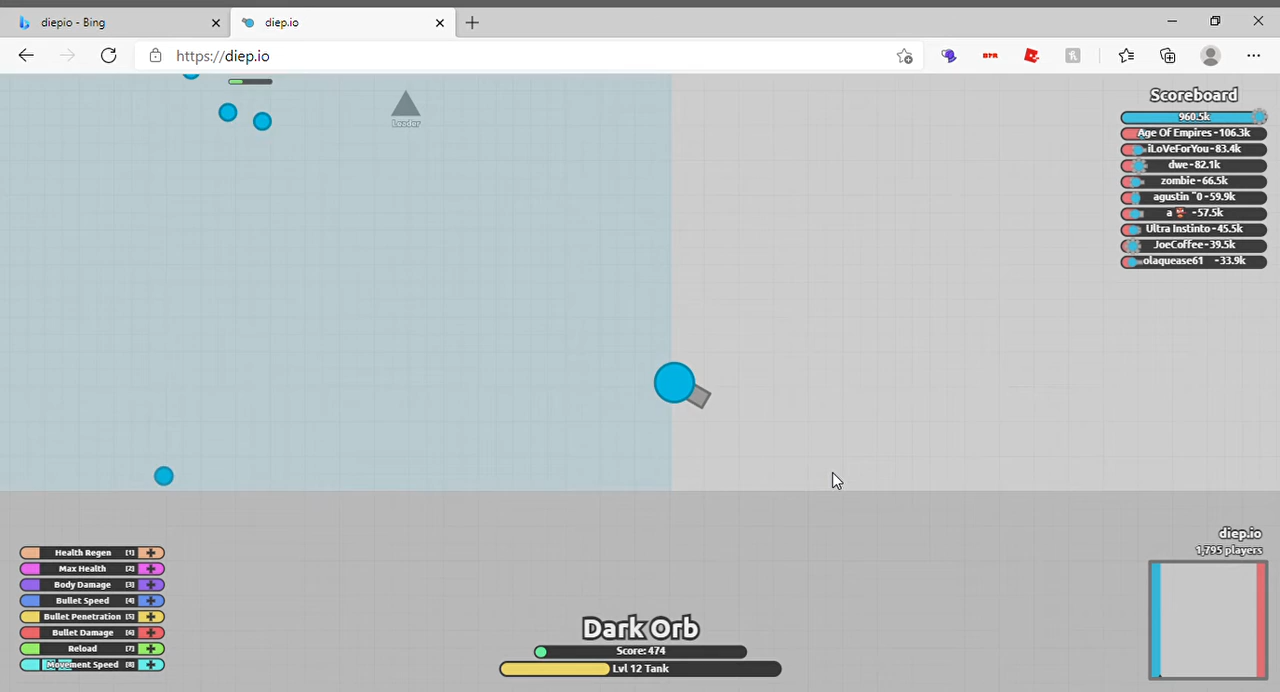 diepio - Bing
diep.io
https://diep.io
Leader
Scoreboard
960.5k
Age Of Empires - 106.3k
iLoVeForYou - 83.4k
dwe - 82.1k
zombie - 66.5k
agustin ˜0 - 59.9k
a - 57.5k
Ultra Instinto - 45.5k
JoeCoffee - 39.5k
olaquease61 - 33.9k
Health Regen [1]
Max Health [2]
Body Damage [3]
Bullet Speed [4]
Bullet Penetration [5]
Bullet Damage [6]
Reload [7]
Movement Speed [8]
Dark Orb
Score: 474
Lvl 12 Tank
diep.io
1,795 players